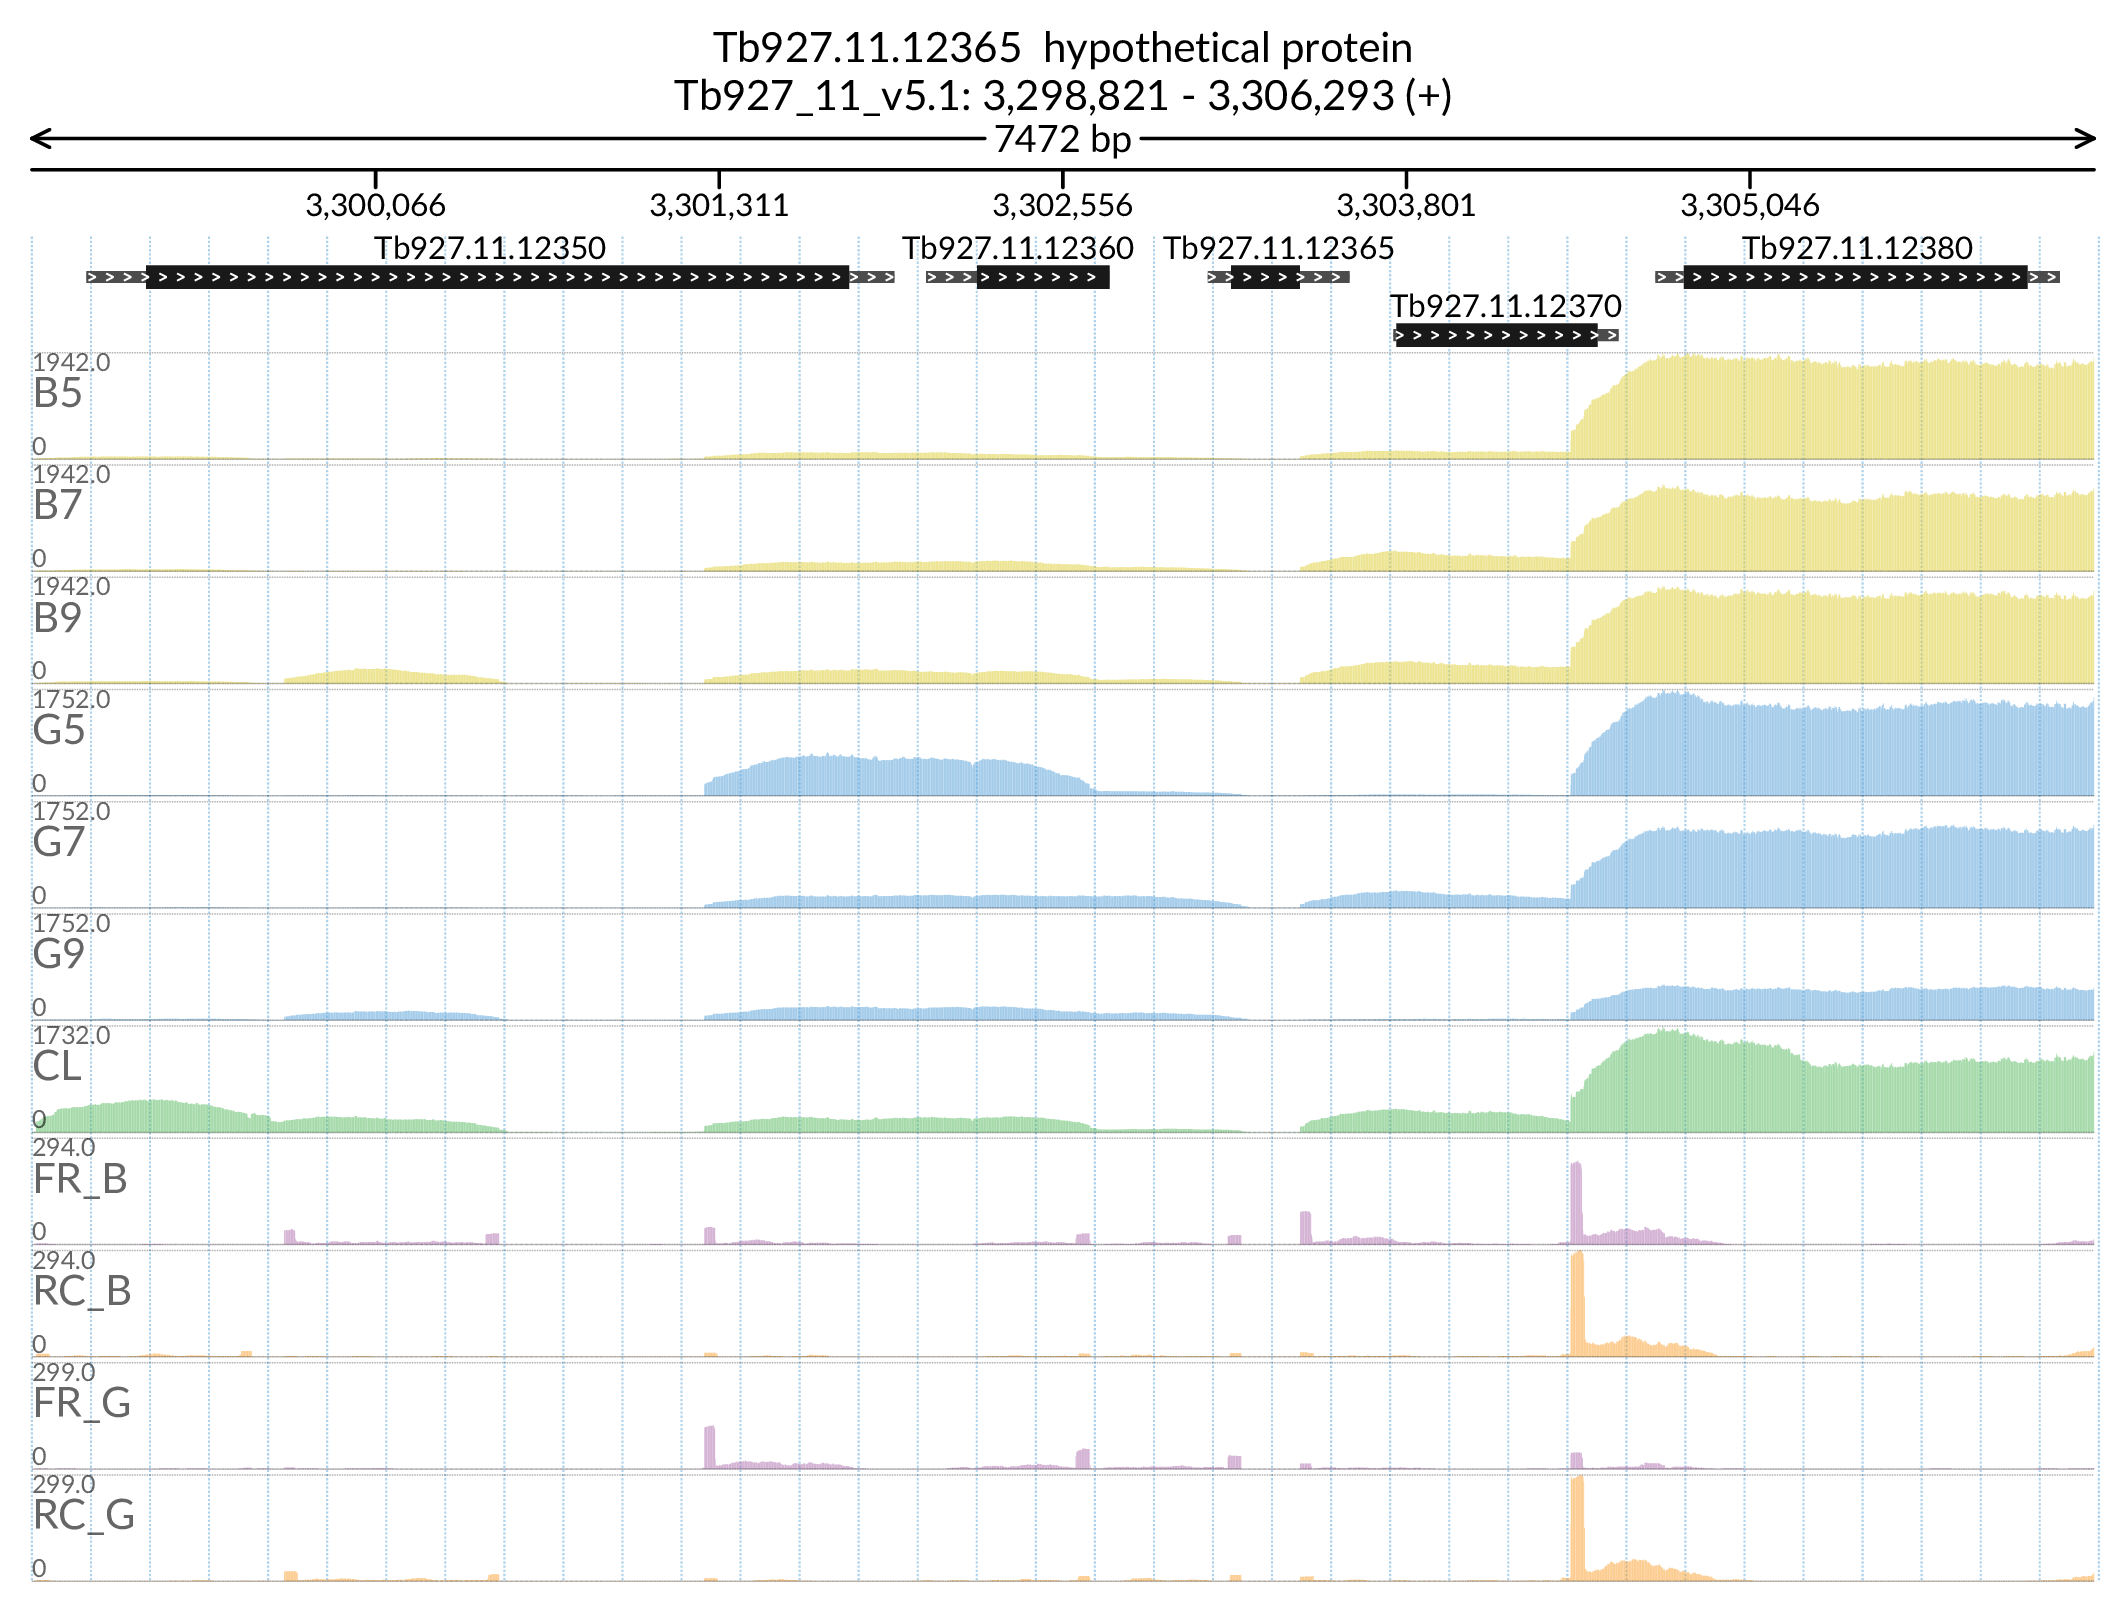 Tb927.11.12365  hypothetical protein
Tb927_11_v5.1: 3,298,821 - 3,306,293 (+)
7472 bp
3,300,066 3,301,311 3,302,556 3,303,801 3,305,046
Tb927.11.12350 Tb927.11.12360 Tb927.11.12365 Tb927.11.12380
Tb927.11.12370
1942.0
B5
0
1942.0
B7
0
1942.0
B9
0
1752.0
G5
0
1752.0
G7
0
1752.0
G9
0
1732.0
CL
0
294.0
FR_B
0
294.0
RC_B
0
299.0
FR_G
0
299.0
RC_G
0